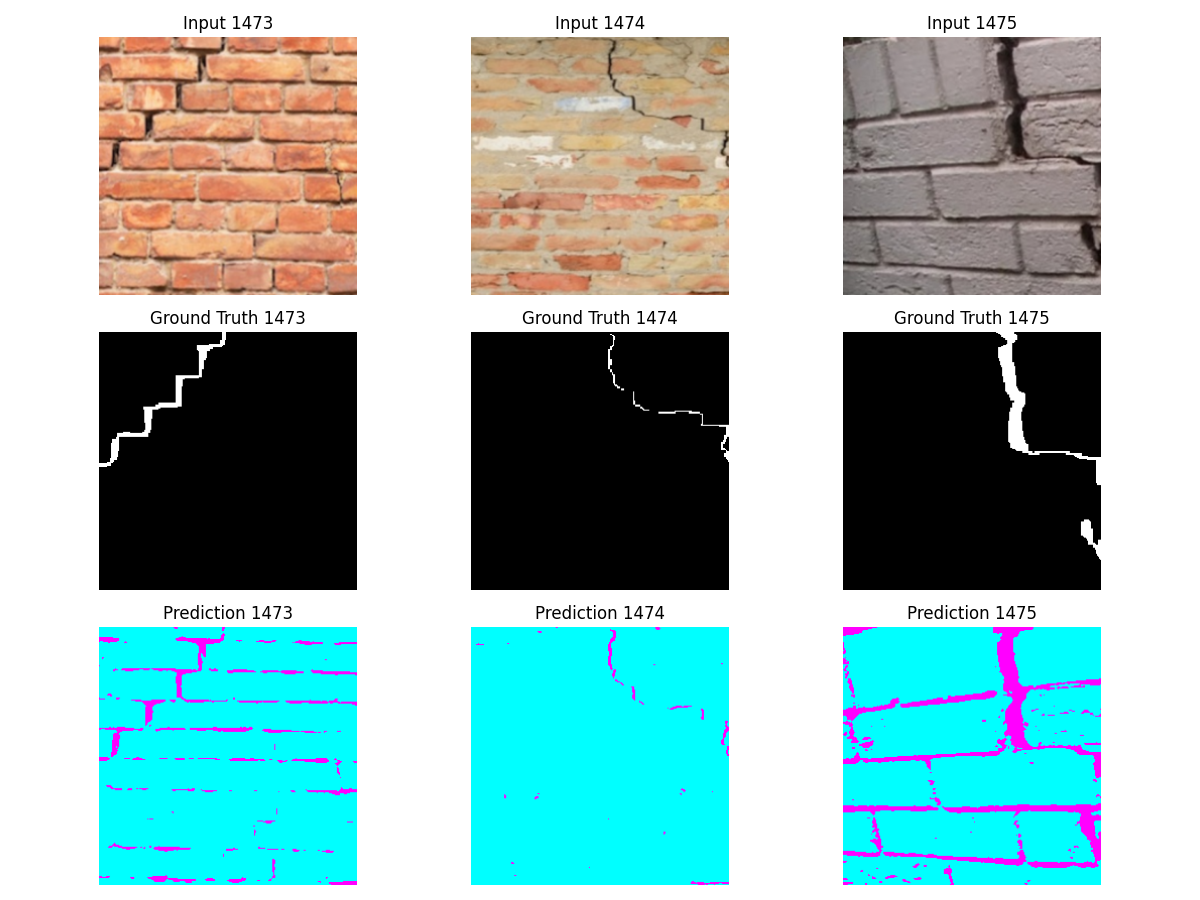 Input 1473
Input 1474
Input 1475
Ground Truth 1473
Ground Truth 1474
Ground Truth 1475
Prediction 1473
Prediction 1474
Prediction 1475